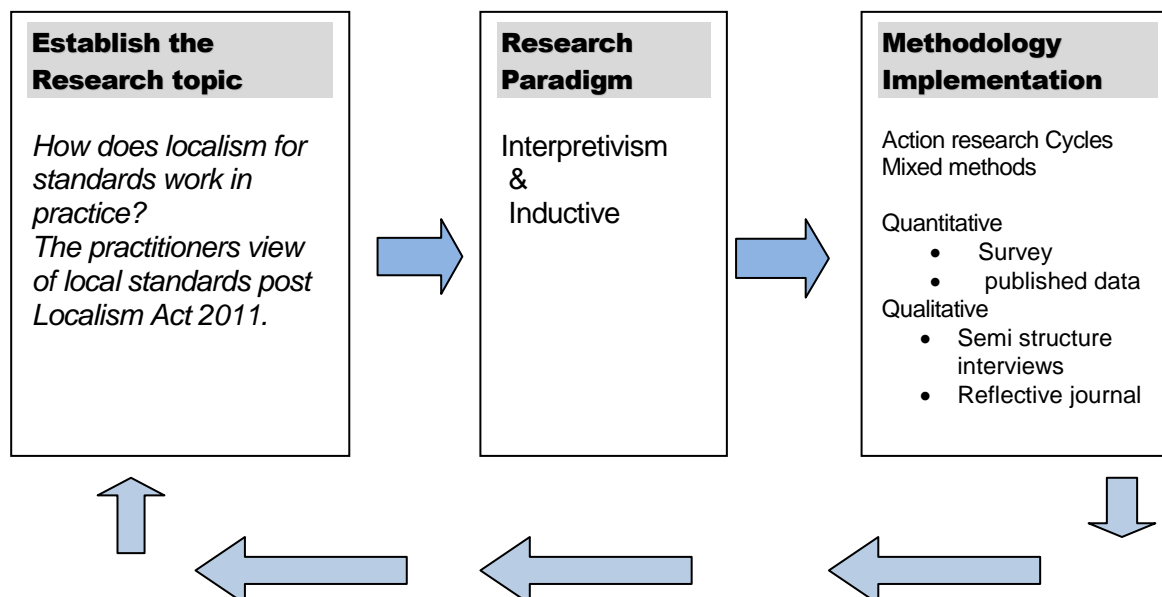 Establish the
Research topic
How does localism for
standards work in
practice?
The practitioners view
of local standards post
Localism Act 2011.
Research
Paradigm
Interpretivism
&
Inductive
Methodology
Implementation
Action research Cycles
Mixed methods
Quantitative
• Survey
• published data
Qualitative
• Semi structure
interviews
• Reflective journal